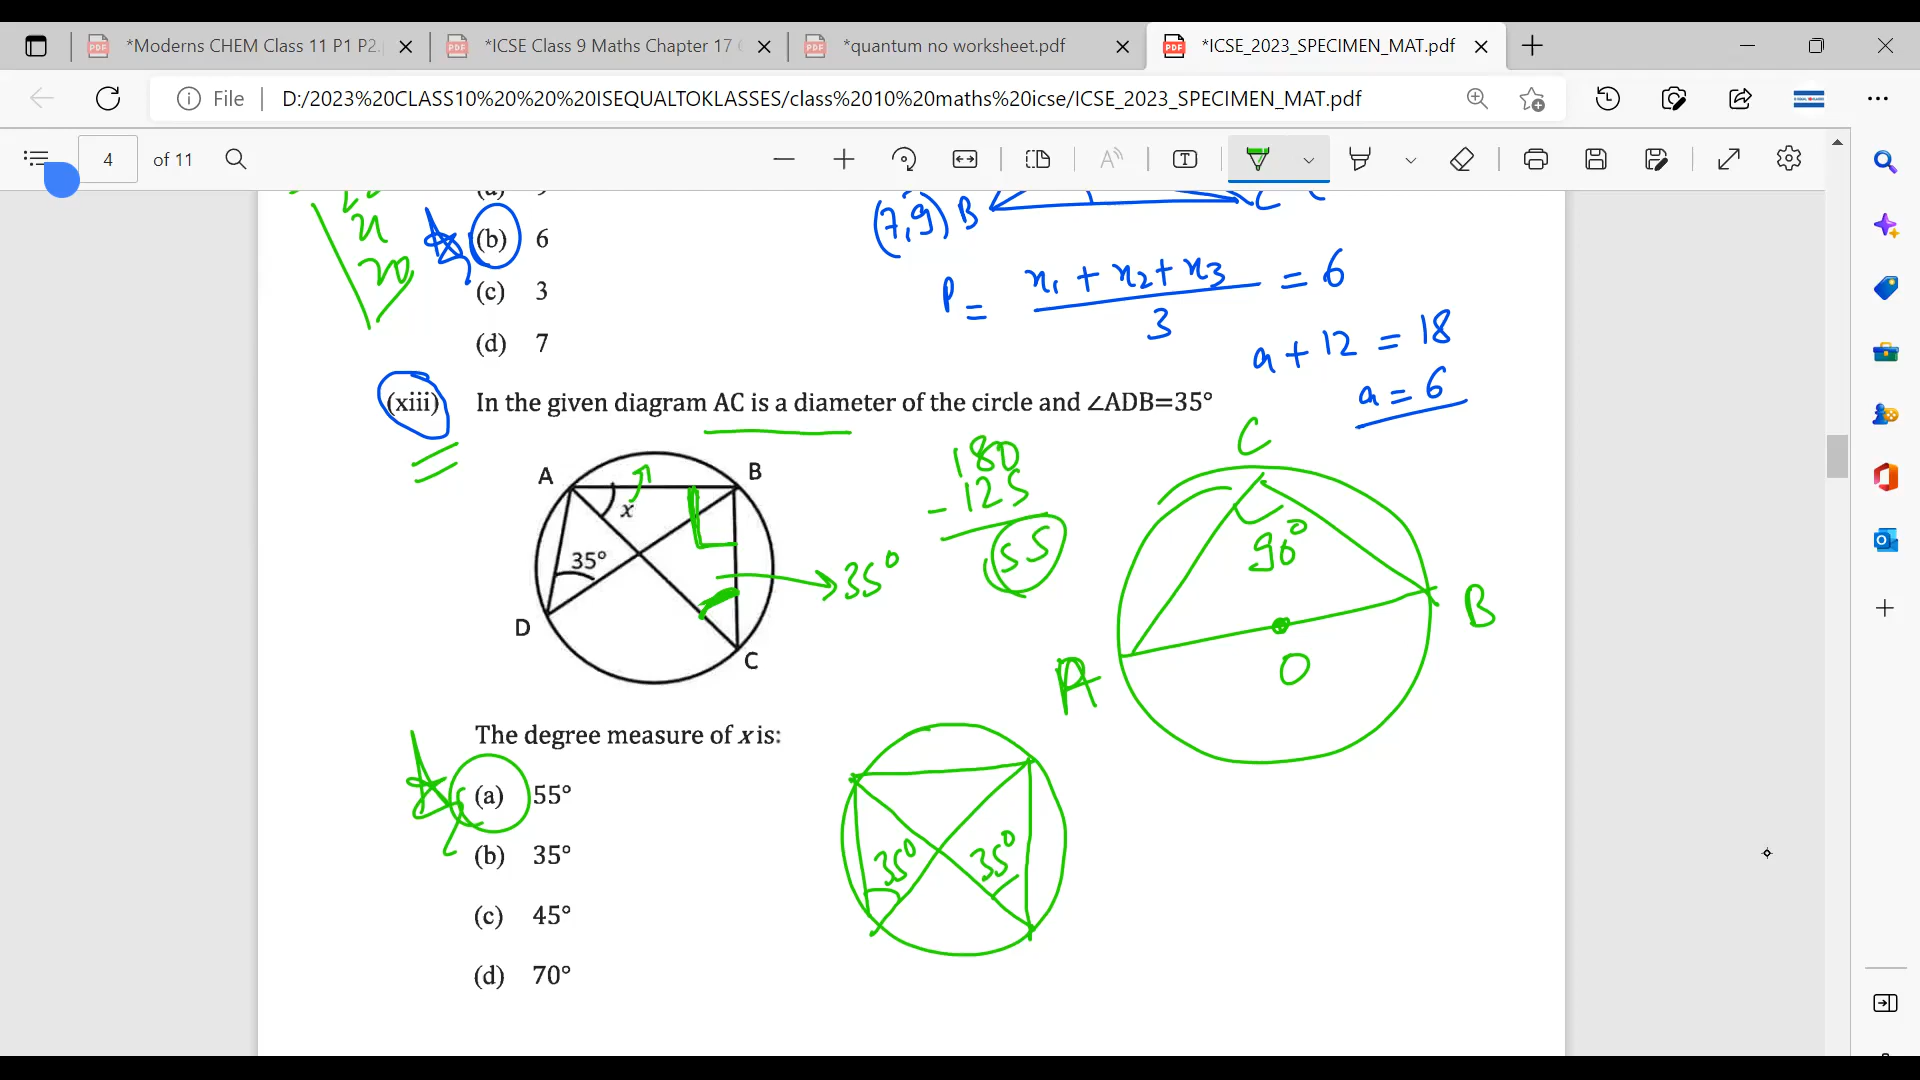 *Moderns CHEM Class 11 P1 P2.
*ICSE Class 9 Maths Chapter 17
*quantum no worksheet.pdf
*ICSE_2023_SPECIMEN_MAT.pdf
File
D:/2023%20CLASS10%20%20%20ISEQUALTOKLASSES/class%2010%20maths%20icse/ICSE_2023_SPECIMEN_MAT.pdf
4 of 11
21
20
(b) 6
(c) 3
(d) 7
(7,9) B C
P = x₁ + x₂ + x₃ / 3 = 6
a + 12 = 18
a = 6
(xiii) In the given diagram AC is a diameter of the circle and ∠ADB=35°
A B
x
35°
D
C
35°
180
- 125
55
C
90°
B
A
O
The degree measure of x is:
(a) 55°
(b) 35°
(c) 45°
(d) 70°
35° 35°